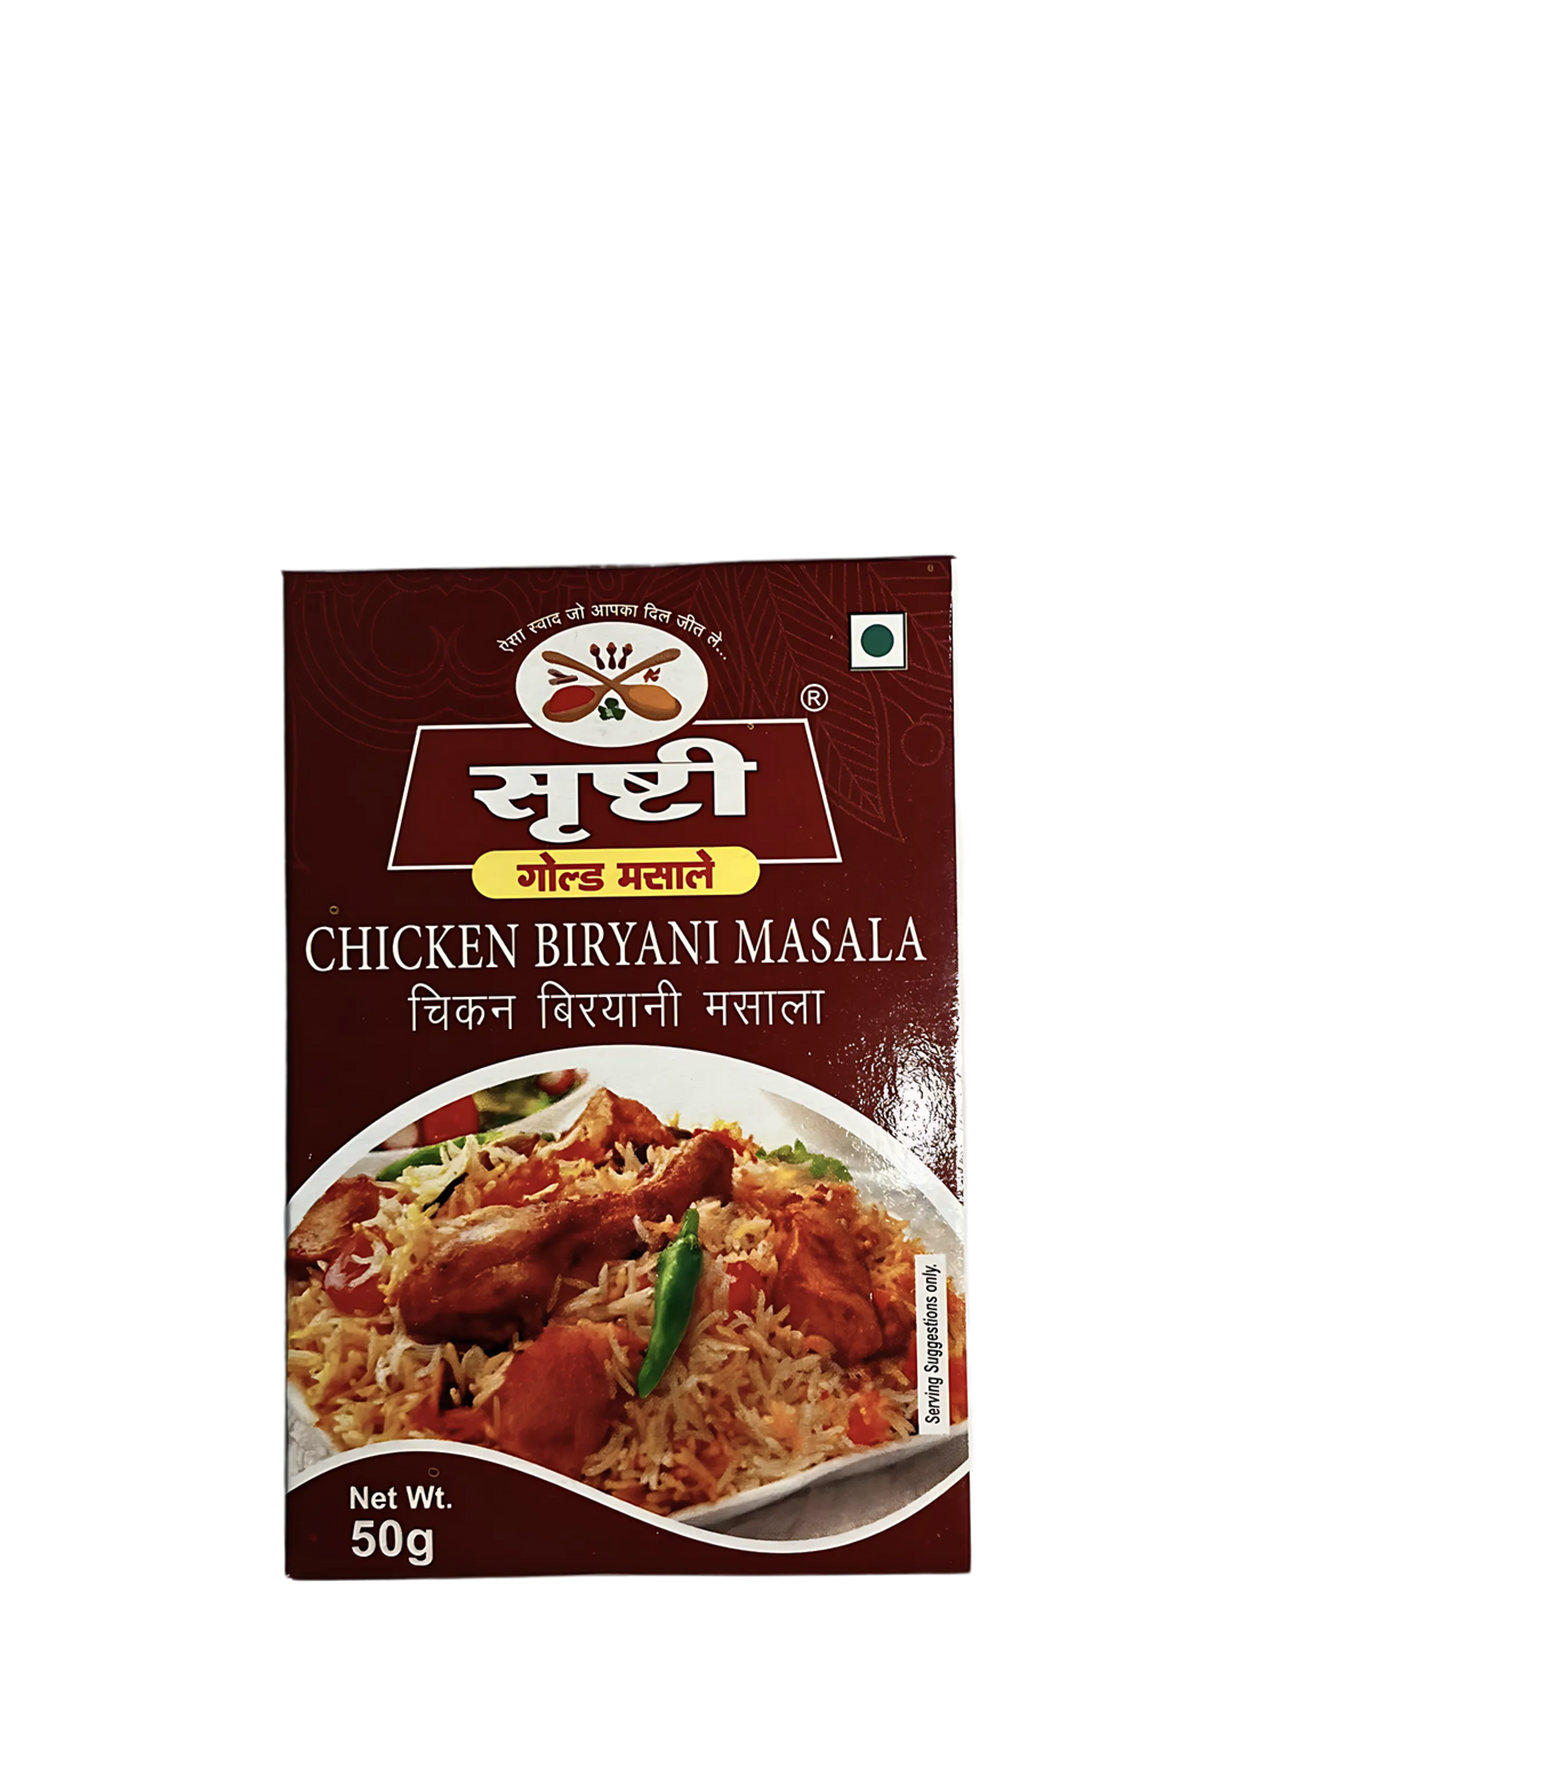 ऐसा स्वाद जो आपका दिल जीत ले...
®
सृष्टी
गोल्ड मसाले
CHICKEN BIRYANI MASALA
चिकन बिरयानी मसाला
Serving Suggestions only.
Net Wt.
50g